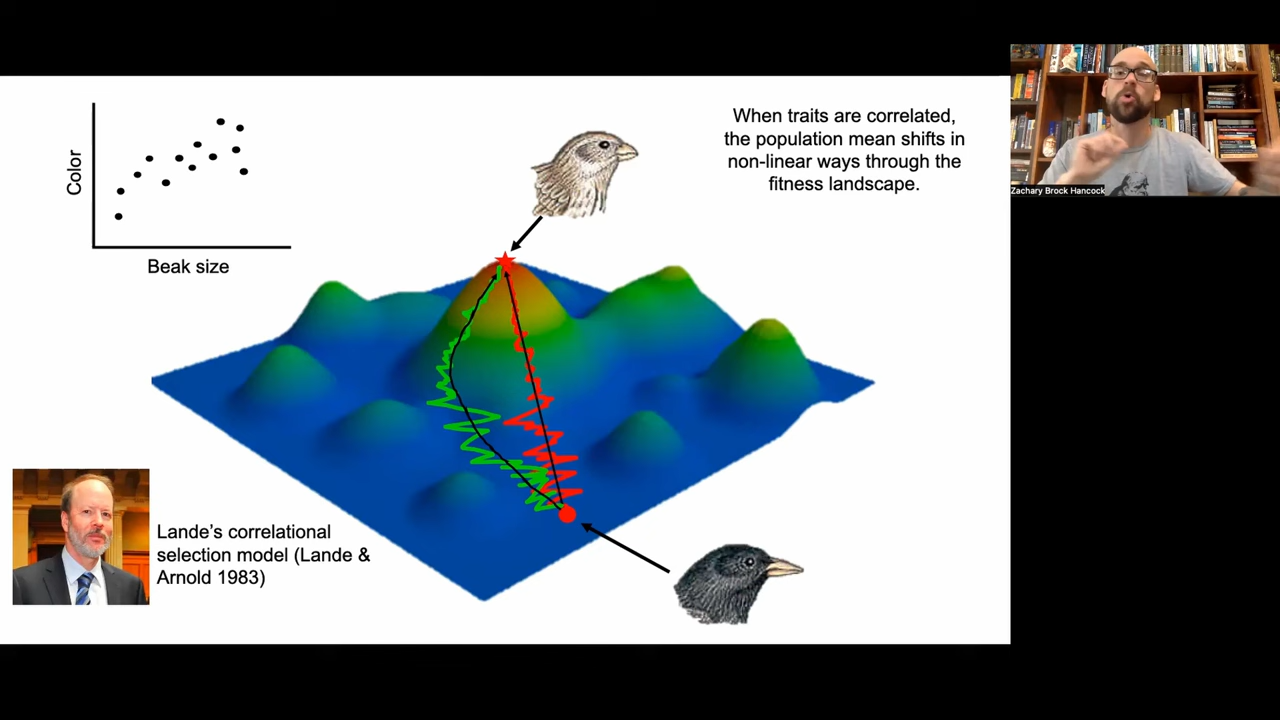 Color
Beak size
When traits are correlated,
the population mean shifts in
non-linear ways through the
fitness landscape.
Zachary Brock Hancock
Lande's correlational
selection model (Lande &
Arnold 1983)